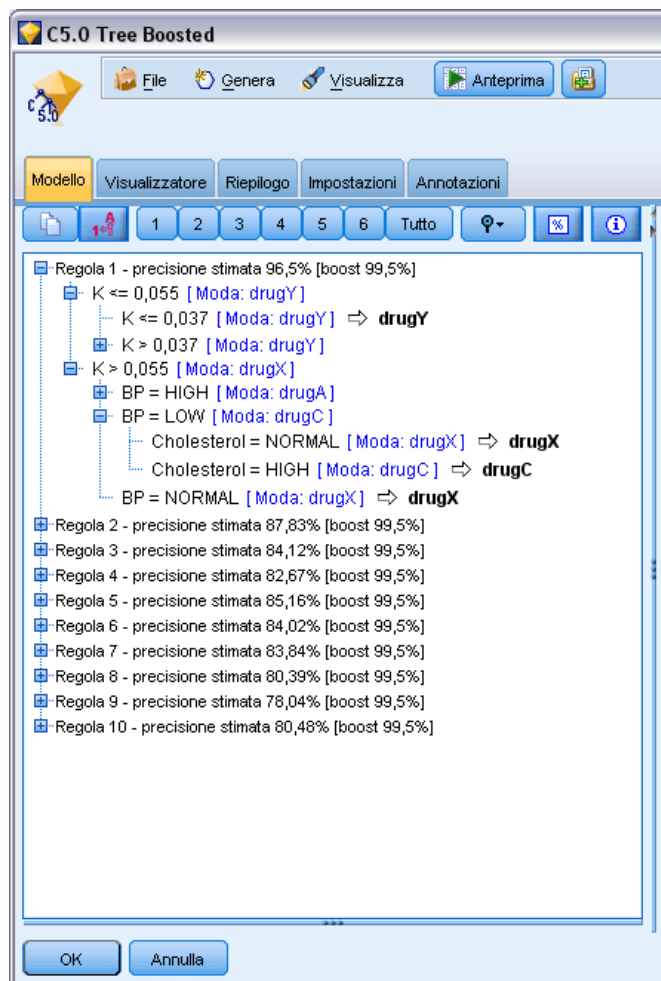 C5.0 Tree Boosted
C 5.0
File Genera Visualizza Anteprima
Modello Visualizzatore Riepilogo Impostazioni Annotazioni
A 1 1 2 3 4 5 6 Tutto % i
Regola 1 - precisione stimata 96,5% [boost 99,5%]
K <= 0,055 [Moda: drugY]
K <= 0,037 [Moda: drugY] ⇨ drugY
K > 0,037 [Moda: drugY]
K > 0,055 [Moda: drugX]
BP = HIGH [Moda: drugA]
BP = LOW [Moda: drugC]
Cholesterol = NORMAL [Moda: drugX] ⇨ drugX
Cholesterol = HIGH [Moda: drugC] ⇨ drugC
BP = NORMAL [Moda: drugX] ⇨ drugX
Regola 2 - precisione stimata 87,83% [boost 99,5%]
Regola 3 - precisione stimata 84,12% [boost 99,5%]
Regola 4 - precisione stimata 82,67% [boost 99,5%]
Regola 5 - precisione stimata 85,16% [boost 99,5%]
Regola 6 - precisione stimata 84,02% [boost 99,5%]
Regola 7 - precisione stimata 83,84% [boost 99,5%]
Regola 8 - precisione stimata 80,39% [boost 99,5%]
Regola 9 - precisione stimata 78,04% [boost 99,5%]
Regola 10 - precisione stimata 80,48% [boost 99,5%]
OK Annulla